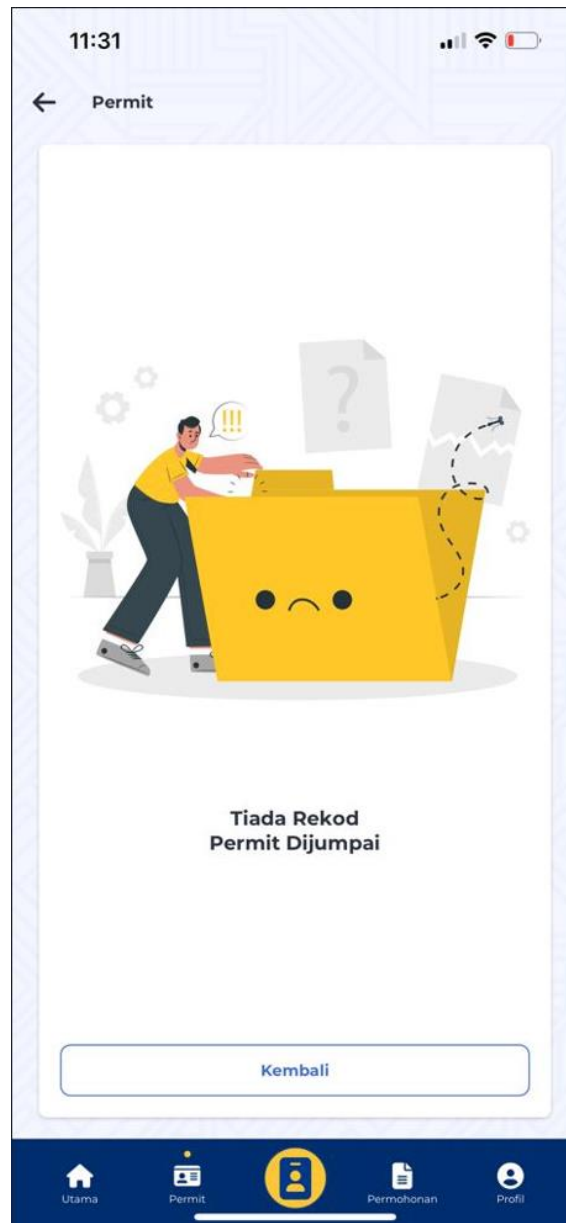 11:31
Permit
!!!
?
Tiada Rekod
Permit Dijumpai
Kembali
Utama
Permit
Permohonan
Profil